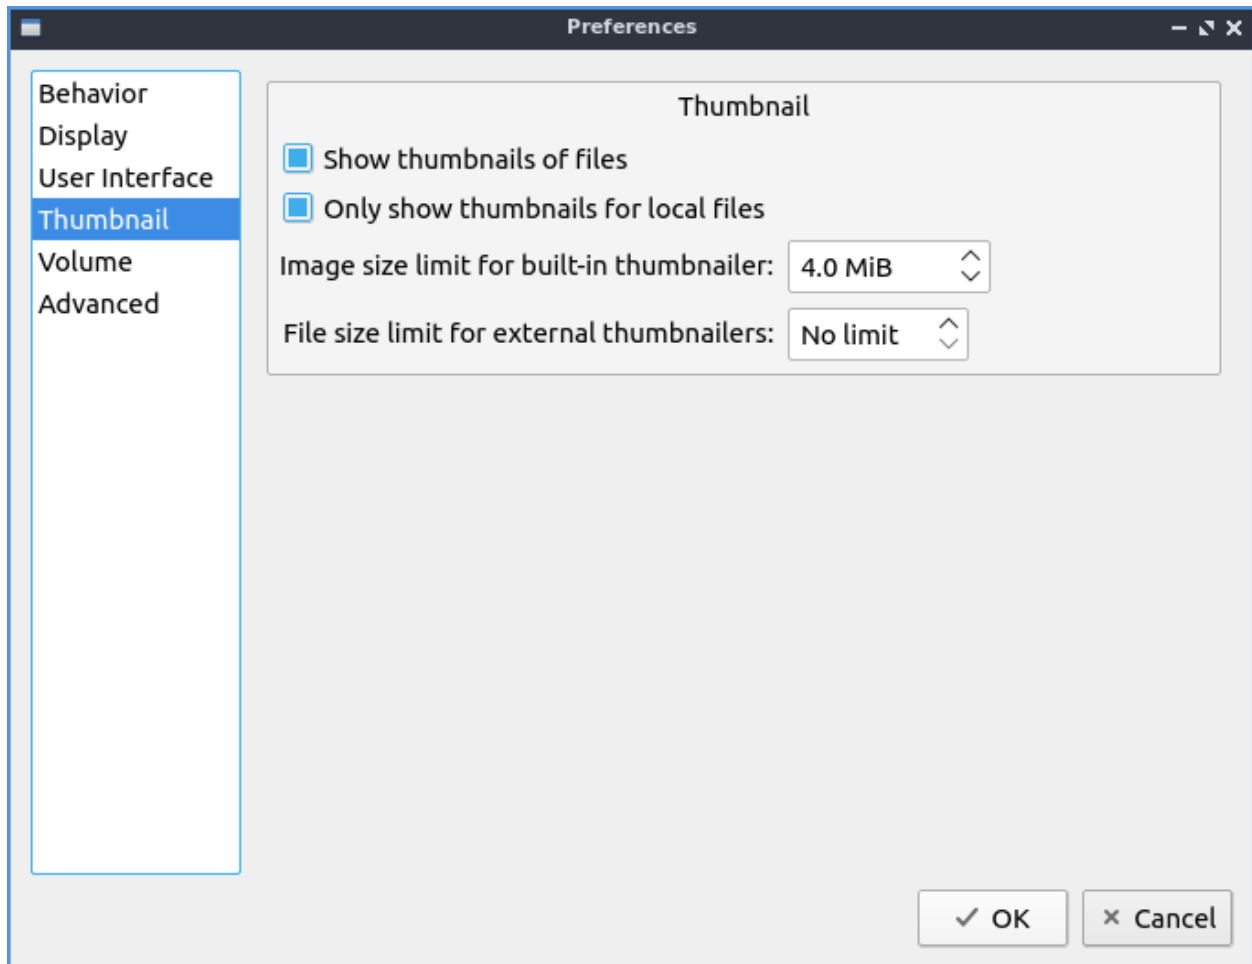 Preferences
Behavior
Display
User Interface
Thumbnail
Volume
Advanced
Thumbnail
Show thumbnails of files
Only show thumbnails for local files
Image size limit for built-in thumbnailer: 4.0 MiB
File size limit for external thumbnailers: No limit
OK
Cancel